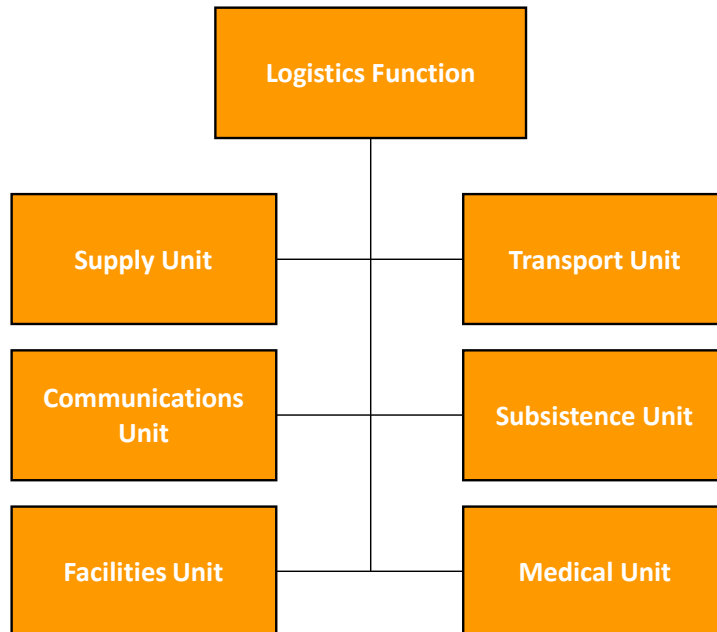 Logistics Function
Supply Unit
Transport Unit
Communications
Unit
Subsistence Unit
Facilities Unit
Medical Unit